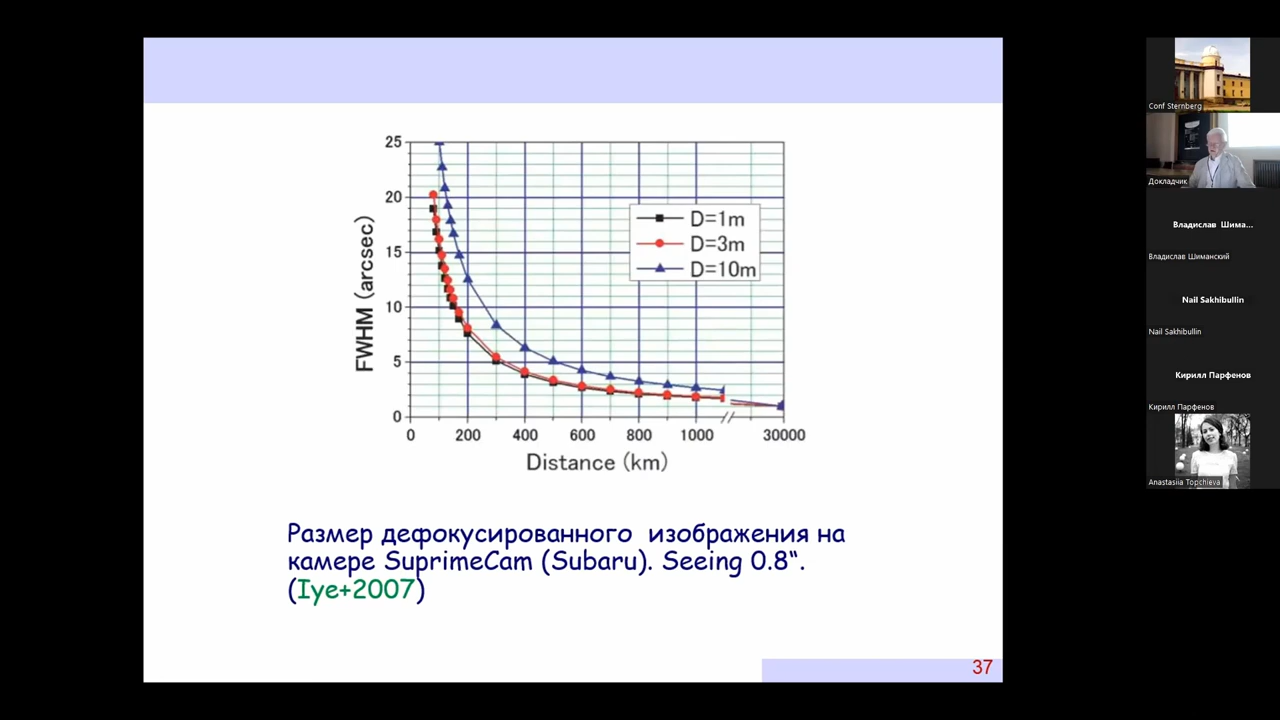 25
20
15
10
5
0
FWHM (arcsec)
D=1m
D=3m
D=10m
0 200 400 600 800 1000 30000
Distance (km)
Размер дефокусированного изображения на
камере SuprimeCam (Subaru). Seeing 0.8“.
(Iye+2007)
37
Conf Sternberg
Докладчик
Владислав Шима...
Владислав Шиманский
Nail Sakhibullin
Nail Sakhibullin
Кирилл Парфенов
Кирилл Парфенов
Anastasiia Topchieva